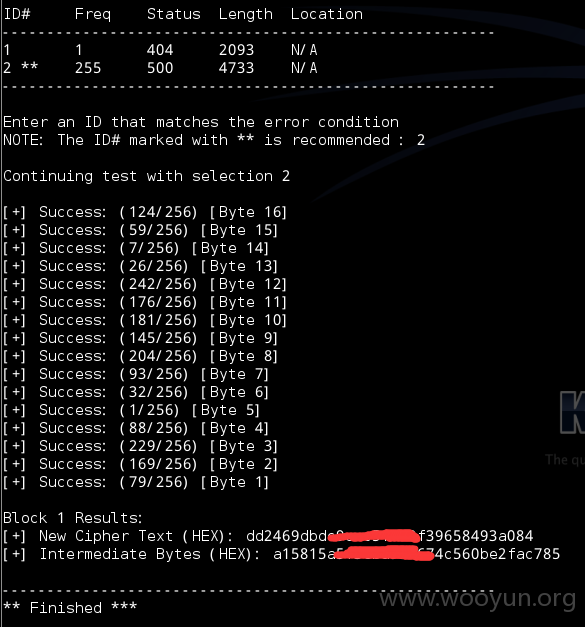 ID#     Freq    Status  Length  Location
-------------------------------------------------------
1       1       404     2093    N/A
2 **    255     500     4733    N/A
-------------------------------------------------------
Enter an ID that matches the error condition
NOTE: The ID# marked with ** is recommended : 2
Continuing test with selection 2
[+] Success: (124/256) [Byte 16]
[+] Success: (59/256) [Byte 15]
[+] Success: (7/256) [Byte 14]
[+] Success: (26/256) [Byte 13]
[+] Success: (242/256) [Byte 12]
[+] Success: (176/256) [Byte 11]
[+] Success: (181/256) [Byte 10]
[+] Success: (145/256) [Byte 9]
[+] Success: (204/256) [Byte 8]
[+] Success: (93/256) [Byte 7]
[+] Success: (32/256) [Byte 6]
[+] Success: (1/256) [Byte 5]
[+] Success: (88/256) [Byte 4]
[+] Success: (229/256) [Byte 3]
[+] Success: (169/256) [Byte 2]
[+] Success: (79/256) [Byte 1]
Block 1 Results:
[+] New Cipher Text (HEX):
[+] Intermediate Bytes (HEX):
-------------------------------------------------------
** Finished ***
The qu
www.wooyun.org